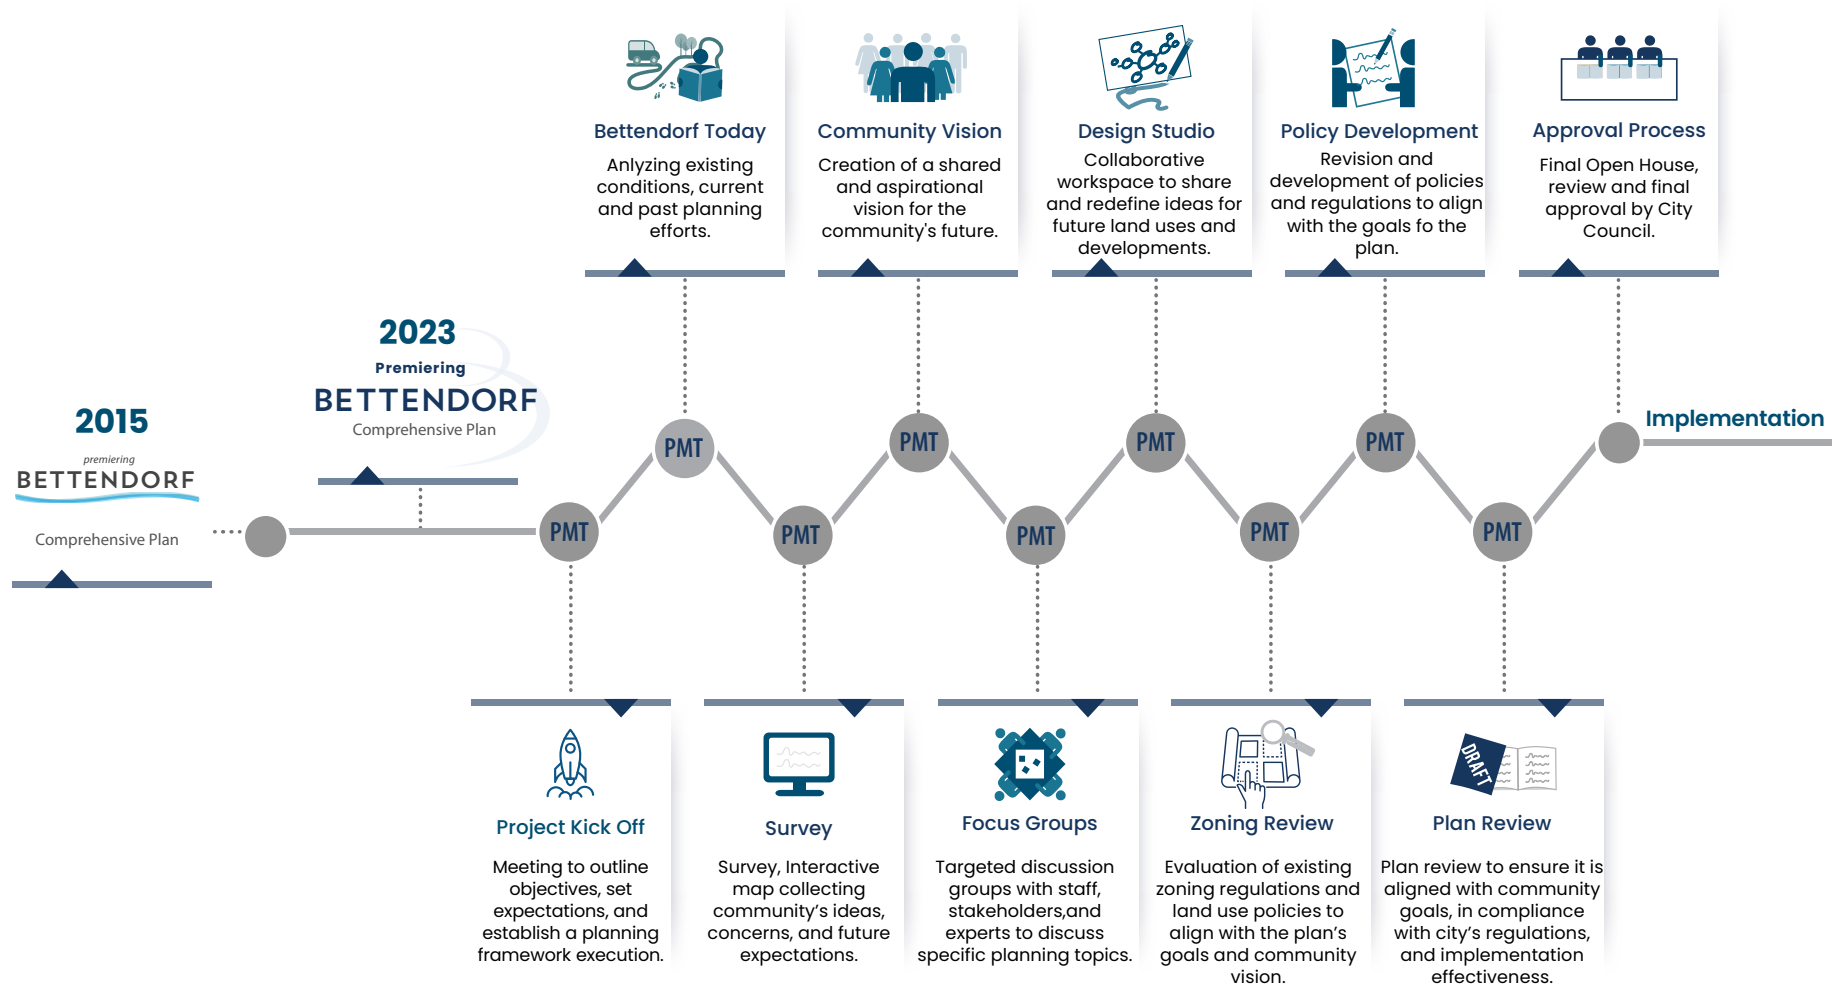 2015
premiering
BETTENDORF
Comprehensive Plan
2023
Premiering
BETTENDORF
Comprehensive Plan
PMT
Project Kick Off
Meeting to outline
objectives, set
expectations, and
establish a planning
framework execution.
Bettendorf Today
Anlyzing existing
conditions, current
and past planning
efforts.
PMT
PMT
Survey
Survey, Interactive
map collecting
community’s ideas,
concerns, and future
expectations.
Community Vision
Creation of a shared
and aspirational
vision for the
community's future.
PMT
PMT
Focus Groups
Targeted discussion
groups with staff,
stakeholders,and
experts to discuss
specific planning topics.
Design Studio
Collaborative
workspace to share
and redefine ideas for
future land uses and
developments.
PMT
PMT
Zoning Review
Evaluation of existing
zoning regulations and
land use policies to
align with the plan’s
goals and community
vision.
Policy Development
Revision and
development of policies
and regulations to align
with the goals fo the
plan.
PMT
PMT
DRAFT
Plan Review
Plan review to ensure it is
aligned with community
goals, in compliance
with city’s regulations,
and implementation
effectiveness.
Approval Process
Final Open House,
review and final
approval by City
Council.
Implementation